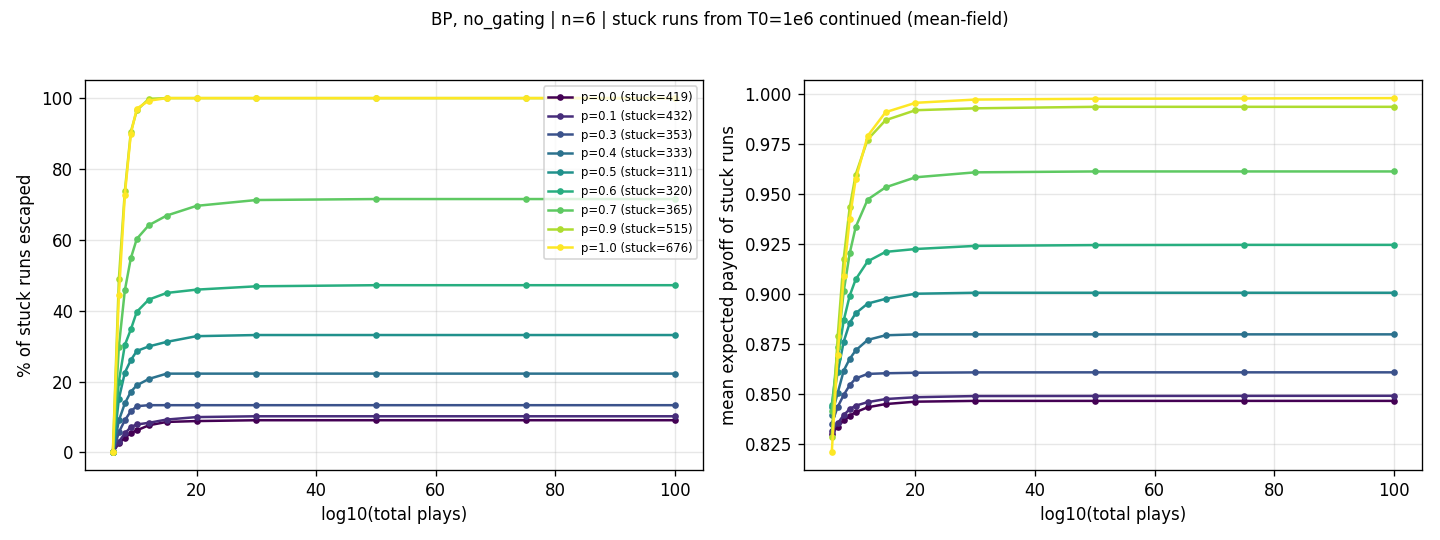 BP, no_gating | n=6 | stuck runs from T0=1e6 continued (mean-field)
% of stuck runs escaped
100
80
60
40
20
0
20
40
60
80
100
log10(total plays)
p=0.0 (stuck=419)
p=0.1 (stuck=432)
p=0.3 (stuck=353)
p=0.4 (stuck=333)
p=0.5 (stuck=311)
p=0.6 (stuck=320)
p=0.7 (stuck=365)
p=0.9 (stuck=515)
p=1.0 (stuck=676)
mean expected payoff of stuck runs
1.000
0.975
0.950
0.925
0.900
0.875
0.850
0.825
20
40
60
80
100
log10(total plays)